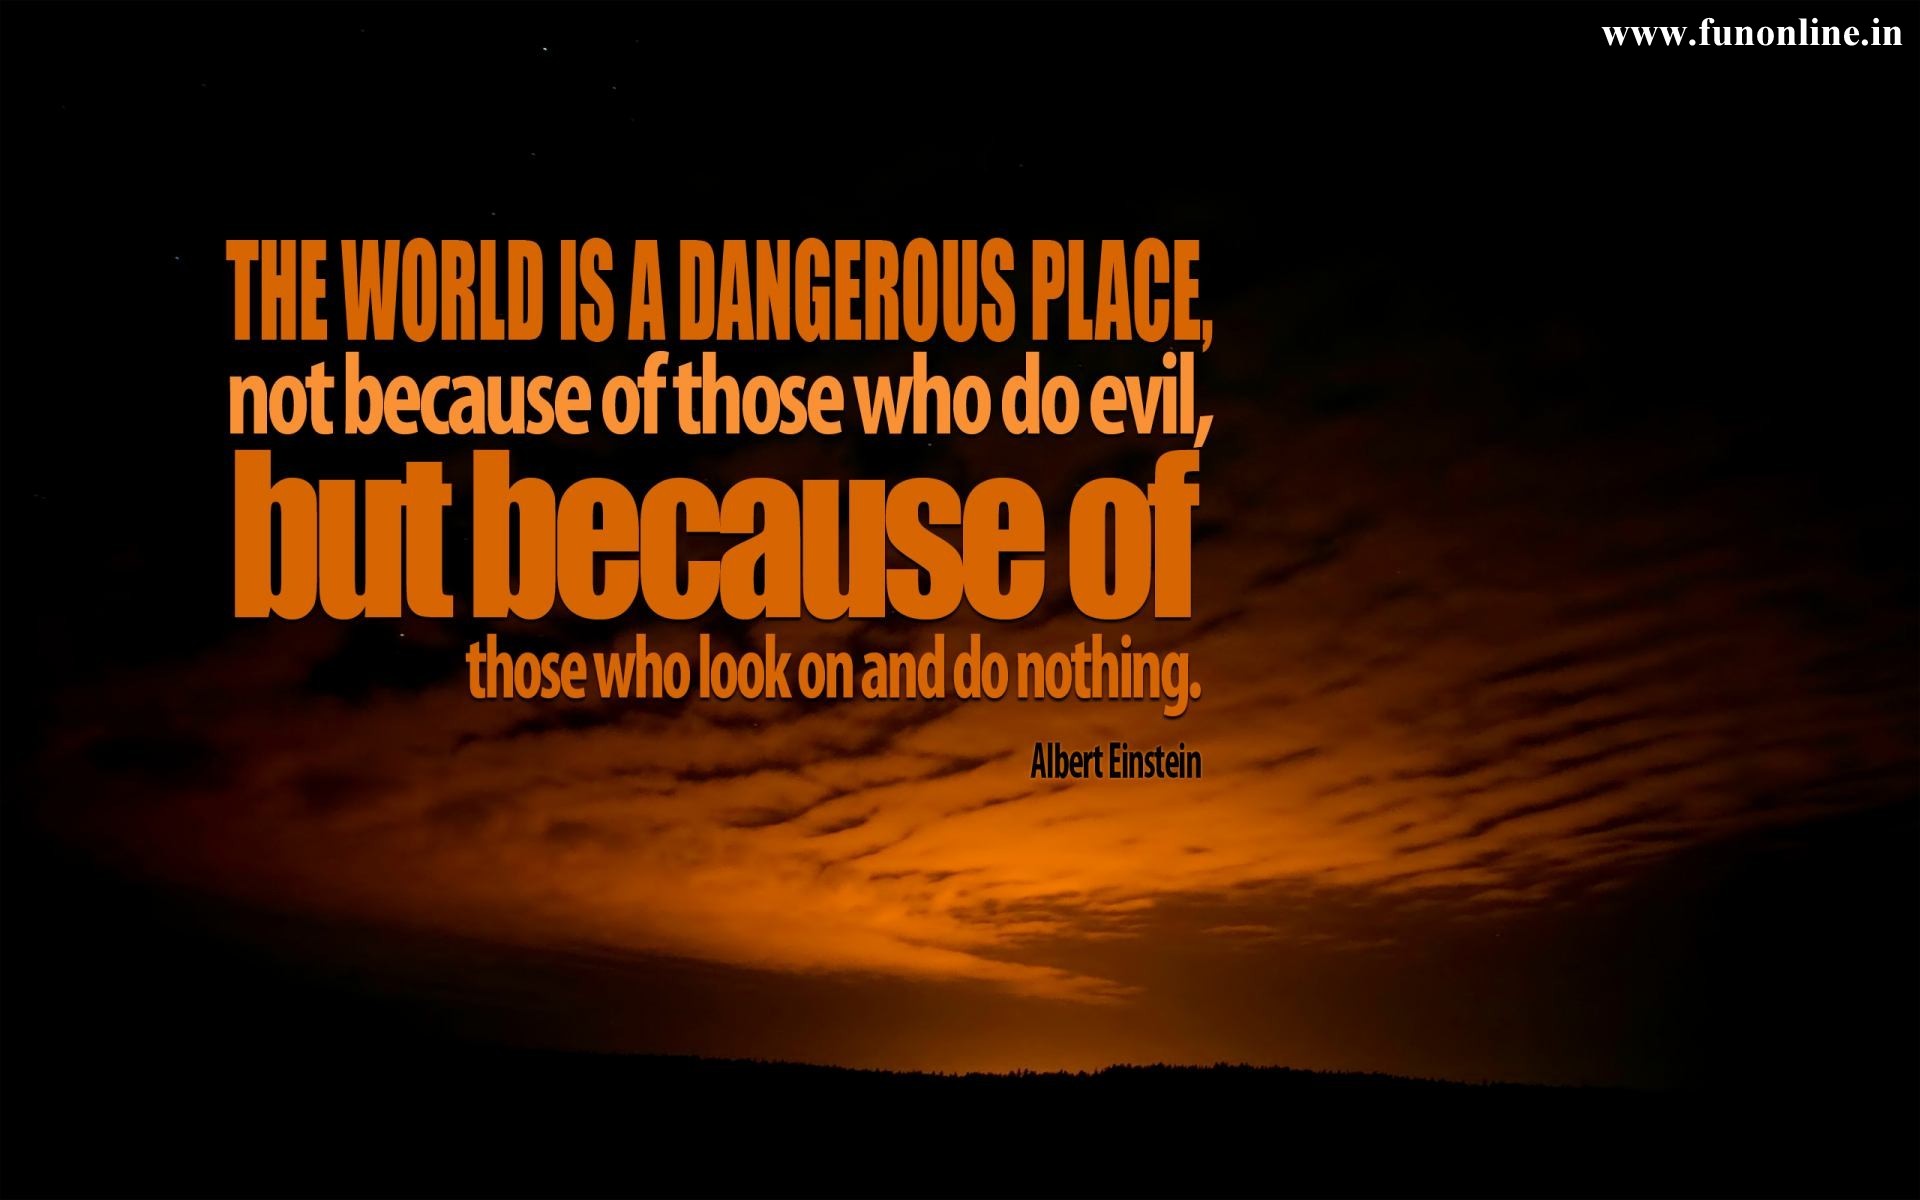 www.funonline.in
THE WORLD IS A DANGEROUS PLACE,
not because of those who do evil,
but because of
those who look on and do nothing.
Albert Einstein